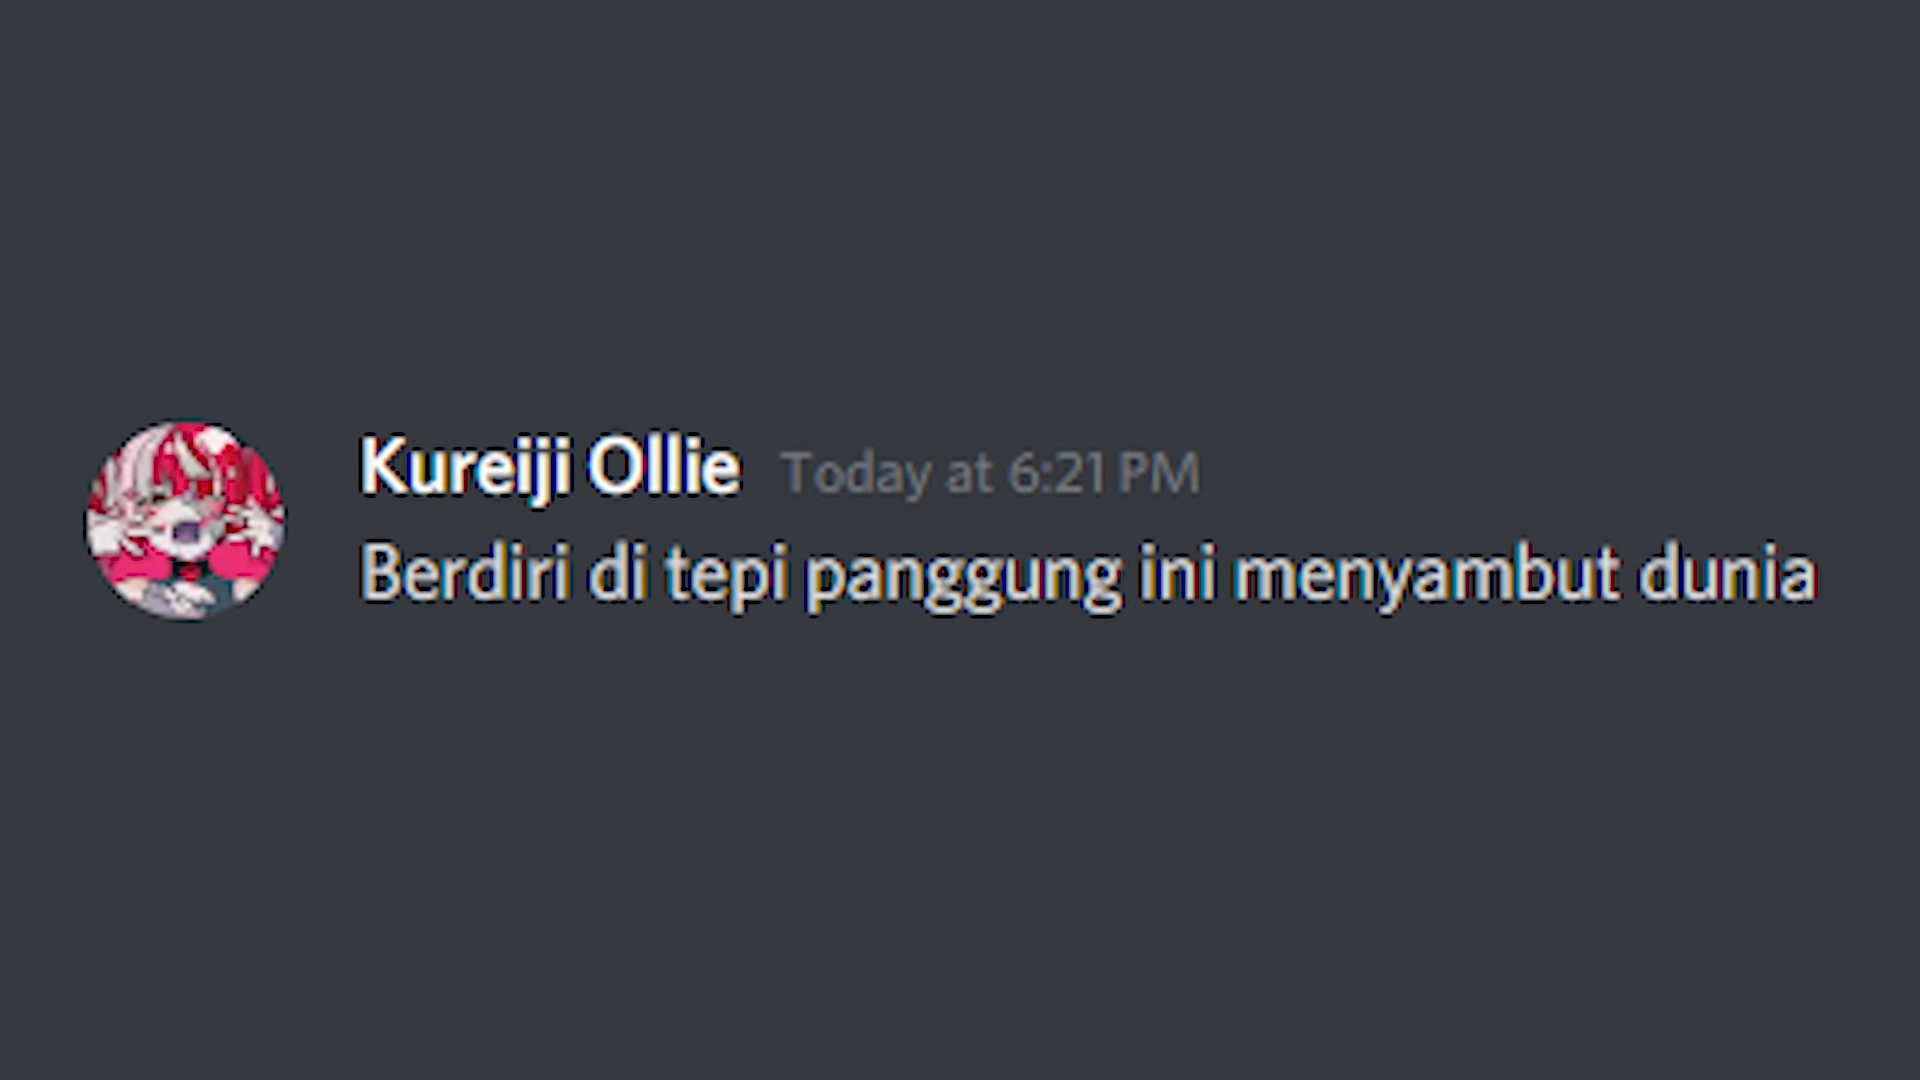 Kureiji Ollie Today at 6:21 PM
Berdiri di tepi panggung ini menyambut dunia